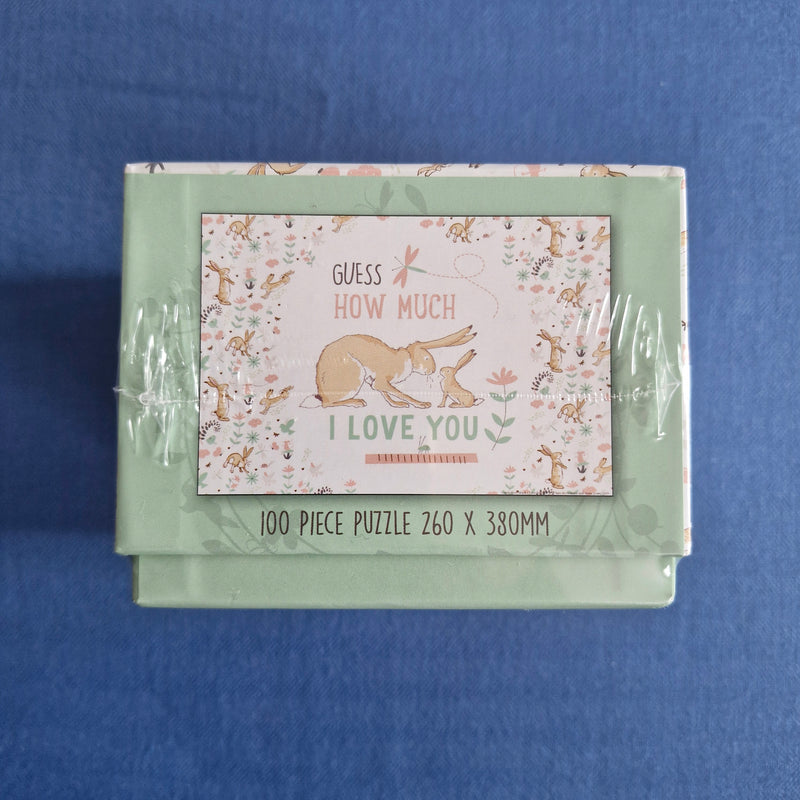 GUESS
HOW MUCH
I LOVE YOU
100 PIECE PUZZLE 260 X 380MM